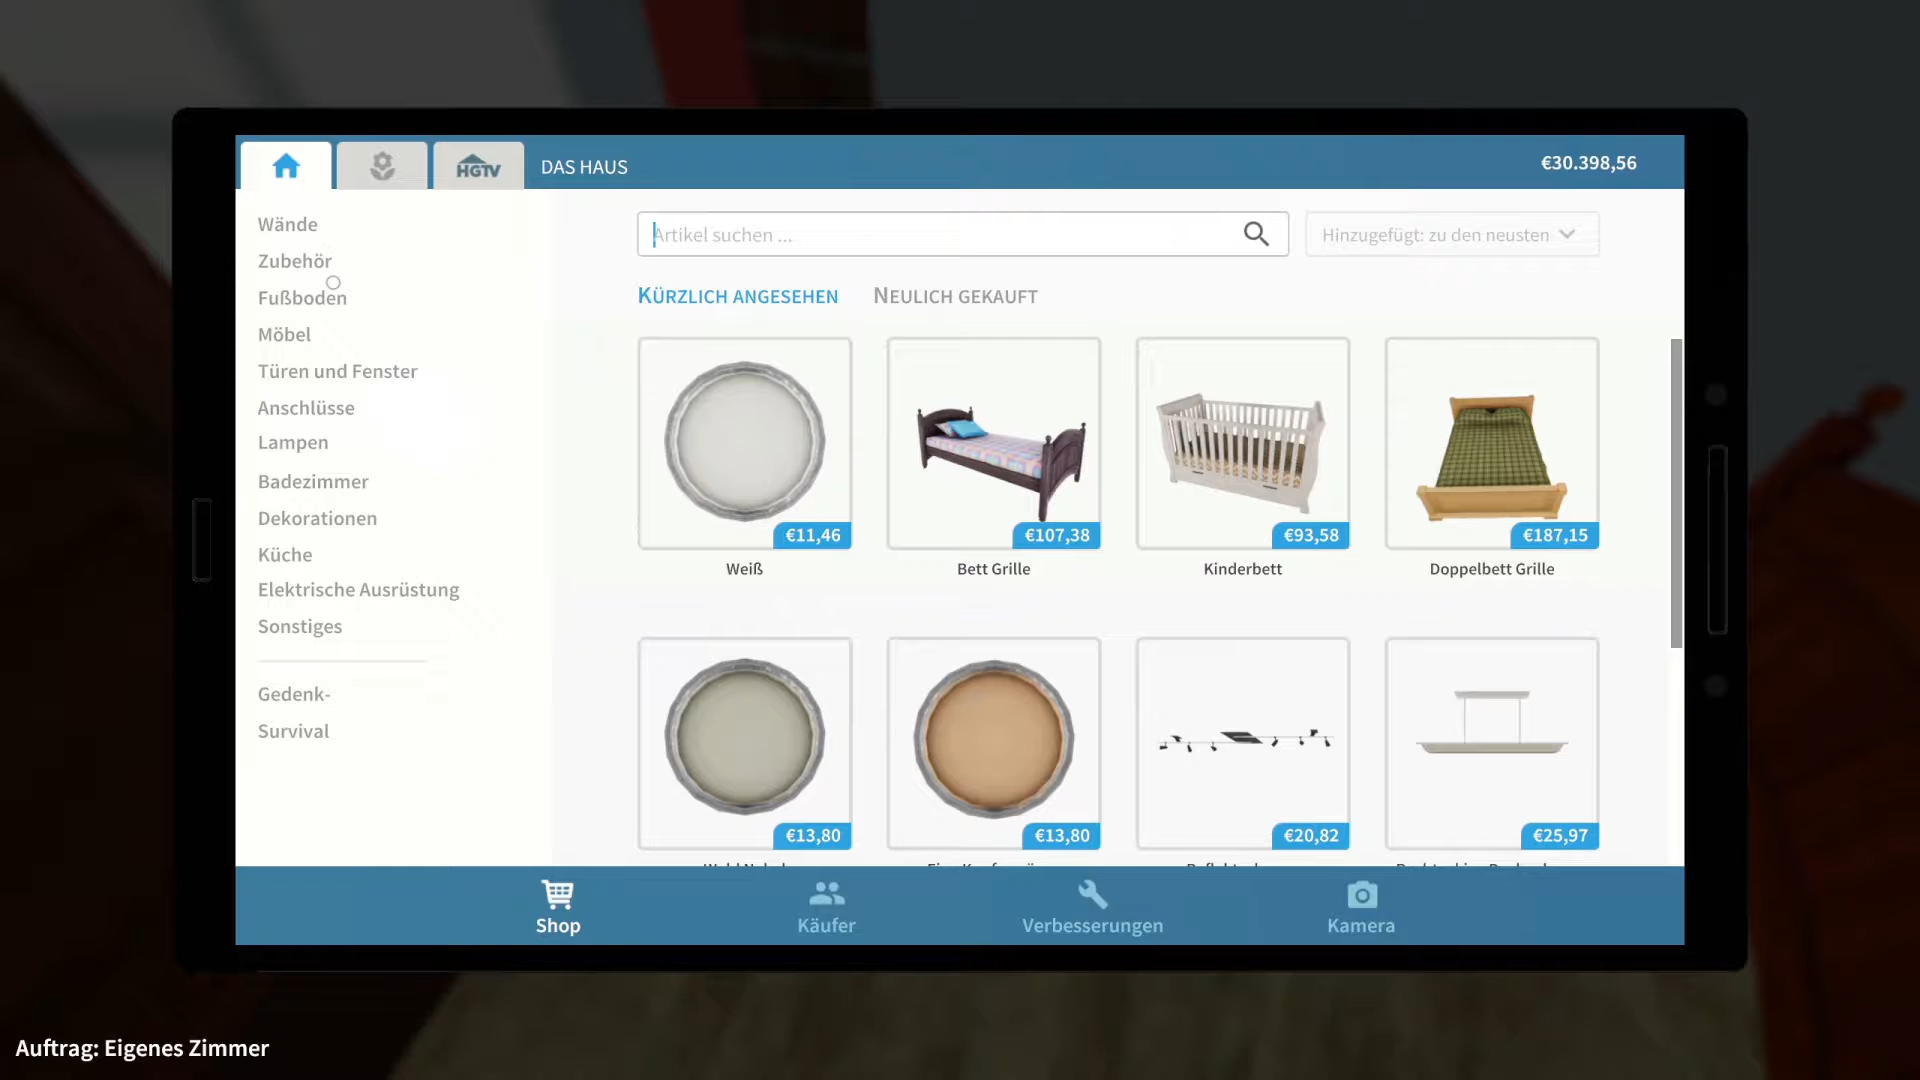 HGTV
DAS HAUS
€30.398,56
Wände
Zubehör
Fußboden
Möbel
Türen und Fenster
Anschlüsse
Lampen
Badezimmer
Dekorationen
Küche
Elektrische Ausrüstung
Sonstiges
Gedenk-
Survival
Artikel suchen ...
Hinzugefügt: zu den neusten
KÜRZLICH ANGESEHEN
NEULICH GEKAUFT
€11,46
€107,38
€93,58
€187,15
Weiß
Bett Grille
Kinderbett
Doppelbett Grille
€13,80
€13,80
€20,82
€25,97
Shop
Käufer
Verbesserungen
Kamera
Auftrag: Eigenes Zimmer